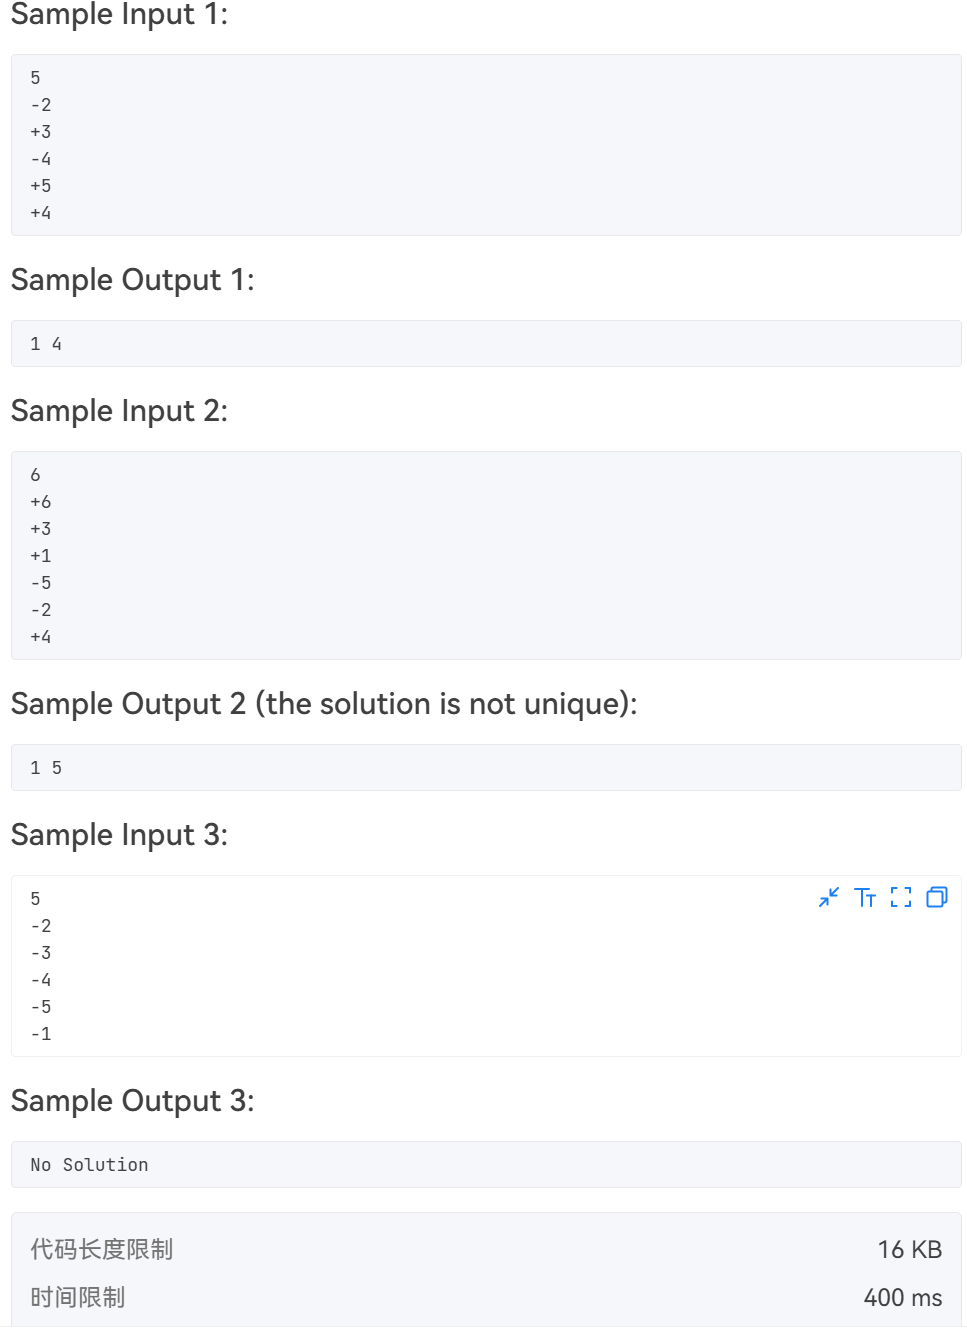 Sample Input 1:
5
-2
+3
-4
+5
+4
Sample Output 1:
1 4
Sample Input 2:
6
+6
+3
+1
-5
-2
+4
Sample Output 2 (the solution is not unique):
1 5
Sample Input 3:
5
-2
-3
-4
-5
-1
Sample Output 3:
No Solution
代码长度限制 16 KB
时间限制 400 ms